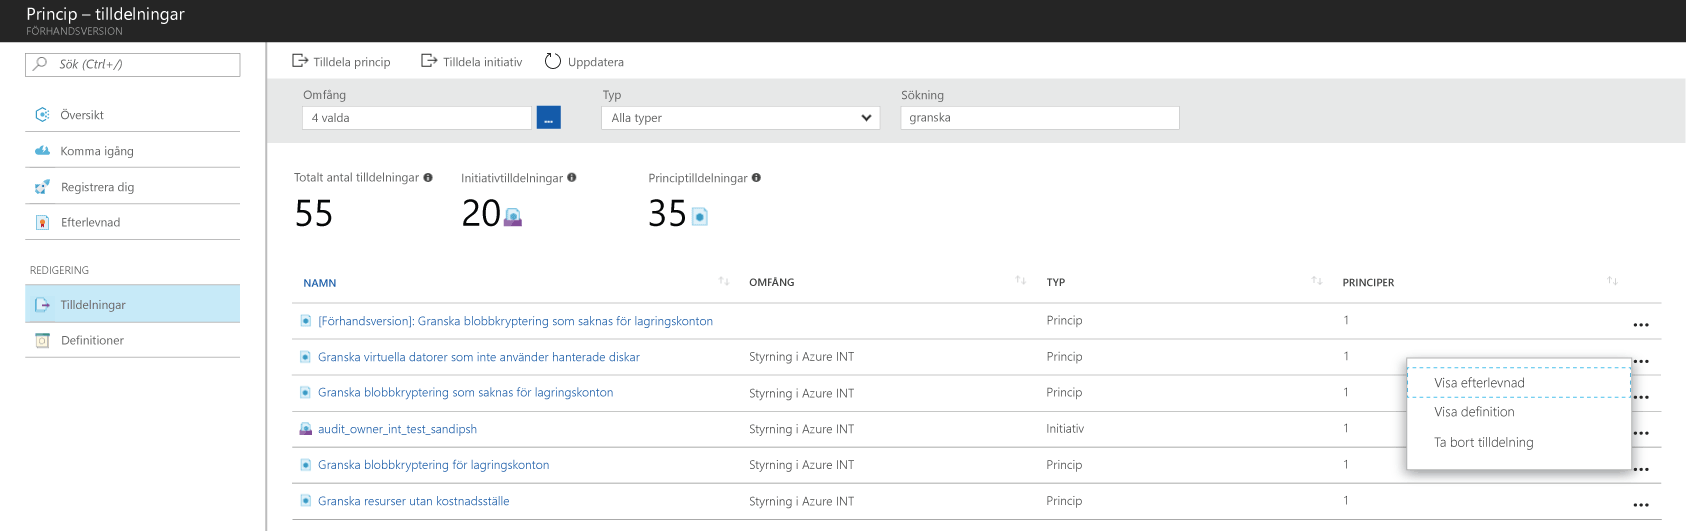 Princip – tilldelningar
FÖRHANDSVERSION
Sök (Ctrl+/)
Översikt
Komma igång
Registrera dig
Efterlevnad
REDIGERING
Tilldelningar
Definitioner
Tilldela princip Tilldela initiativ Uppdatera
Omfång Typ Sökning
4 valda ... Alla typer granska
Totalt antal tilldelningar Initiativtilldelningar Principtilldelningar
55 20 35
NAMN OMFÅNG TYP PRINCIPER
[Förhandsversion]: Granska blobbkryptering som saknas för lagringskonton Princip 1
Granska virtuella datorer som inte använder hanterade diskar Styrning i Azure INT Princip 1
Granska blobbkryptering som saknas för lagringskonton Styrning i Azure INT Princip 1
audit_owner_int_test_sandipsh Styrning i Azure INT Initiativ 1
Granska blobbkryptering för lagringskonton Styrning i Azure INT Princip 1
Granska resurser utan kostnadsställe Styrning i Azure INT Princip 1
Visa efterlevnad
Visa definition
Ta bort tilldelning